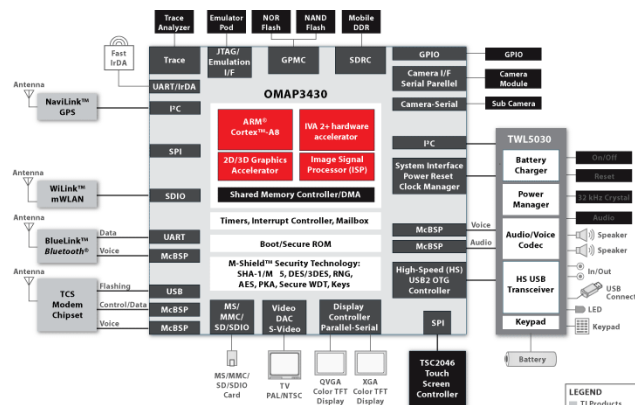 Trace
Analyzer
Emulator
Pod
NOR
Flash
NAND
Flash
Mobile
DDR
Fast
IrDA
Trace
JTAG/
Emulation
I/F
GPMC
SDRC
GPIO
GPIO
Camera I/F
Serial Parellel
Camera
Module
Camera-Serial
Sub Camera
UART/IrDA
OMAP3430
Antenna
NaviLink™
GPS
I²C
ARM®
Cortex™-A8
IVA 2+ hardware
accelerator
2D/3D Graphics
Accelerator
Image Signal
Processor (ISP)
Shared Memory Controller/DMA
SPI
I²C
System Interface
Power Reset
Clock Manager
TWL5030
Battery
Charger
On/Off
Reset
Power
Manager
32 kHz Crystal
Audio
Antenna
WiLink™
mWLAN
SDIO
Timers, Interrupt Controller, Mailbox
Boot/Secure ROM
M-Shield™ Security Technology:
SHA-1/M  S, DES/3DES, RNG,
AES, PKA, Secure WDT, Keys
McBSP
Voice
McBSP
Audio
Audio/Voice
Codec
Speaker
Speaker
Antenna
BlueLink™
Bluetooth®
Data
UART
Voice
McBSP
High-Speed (HS)
USB2 OTG
Controller
HS USB
Transceiver
In/Out
USB
Connect
LED
Keypad
Keypad
Battery
Antenna
TCS
Modem
Chipset
Flashing
USB
Control/Data
McBSP
Voice
McBSP
MS/
MMC/
SD/SDIO
Video
DAC
S-Video
Display
Controller
Parallel-Serial
SPI
MS/MMC/
SD/SDIO
Card
TV
PAL/NTSC
QVGA
Color TFT
Display
XGA
Color TFT
Display
TSC2046
Touch
Screen
Controller
LEGEND
TI Products